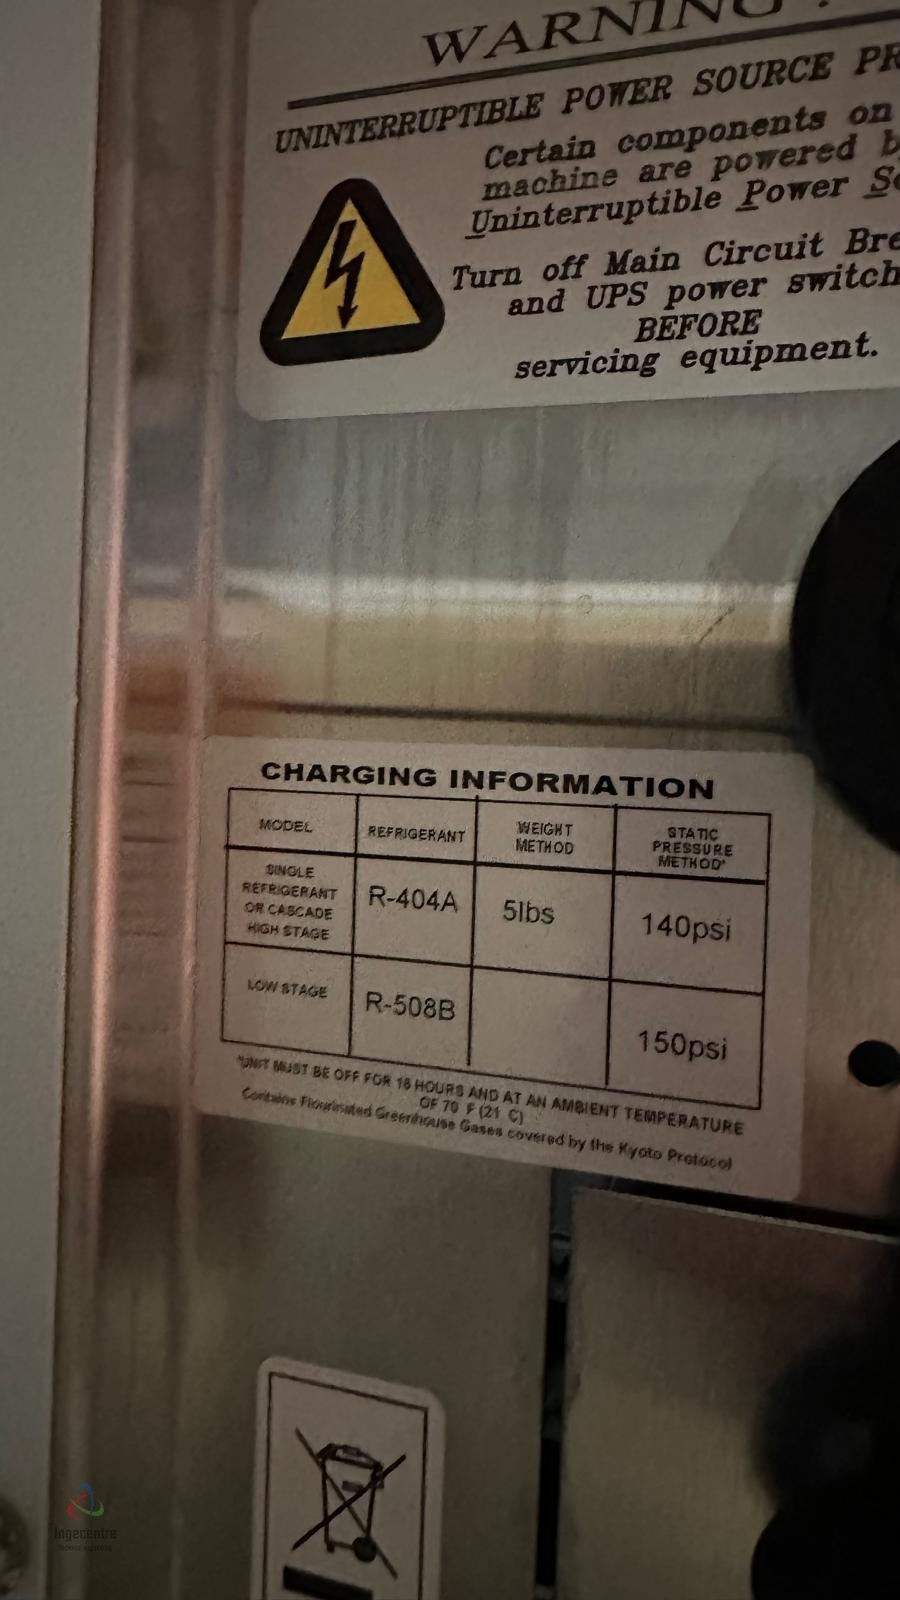 WARNING
UNINTERRUPTIBLE POWER SOURCE PR
Certain components on
machine are powered b
Uninterruptible Power S
Turn off Main Circuit Bre
and UPS power switch
BEFORE
servicing equipment.
CHARGING INFORMATION
MODEL REFRIGERANT WEIGHT METHOD STATIC PRESSURE METHOD*
SINGLE REFRIGERANT OR CASCADE HIGH STAGE R-404A 5lbs 140psi
LOW STAGE R-508B 150psi
*UNIT MUST BE OFF FOR 16 HOURS AND AT AN AMBIENT TEMPERATURE
OF 70 F (21 C)
Contains Flourinated Greenhouse Gases covered by the Kyoto Protocol
Ingecentre